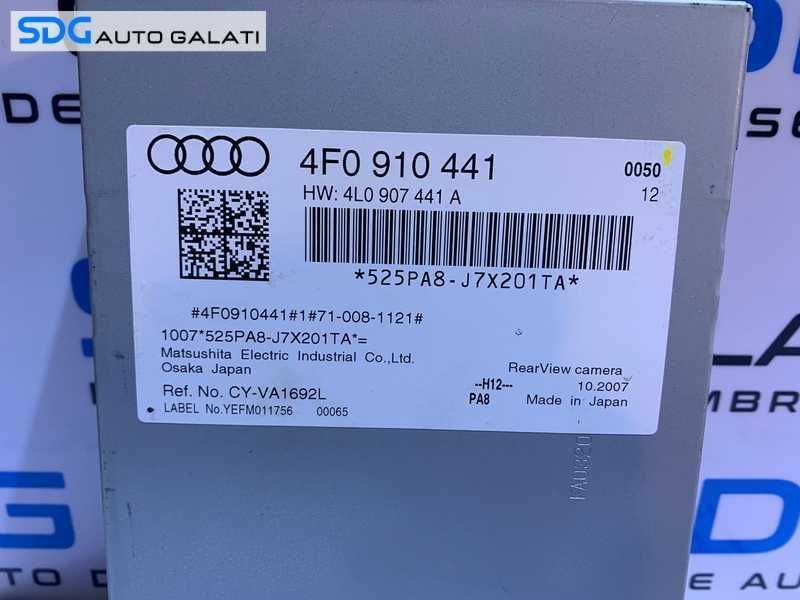 SDG AUTO GALATI
4F0 910 441
0050
HW: 4L0 907 441 A
12
*525PA8-J7X201TA*
#4F0910441#1#71-008-1121#
1007*525PA8-J7X201TA*=
Matsushita Electric Industrial Co.,Ltd.
Osaka Japan
RearView camera
--H12---
10.2007
Ref. No. CY-VA1692L
PA8
Made in Japan
LABEL No.YEFM011756 00065